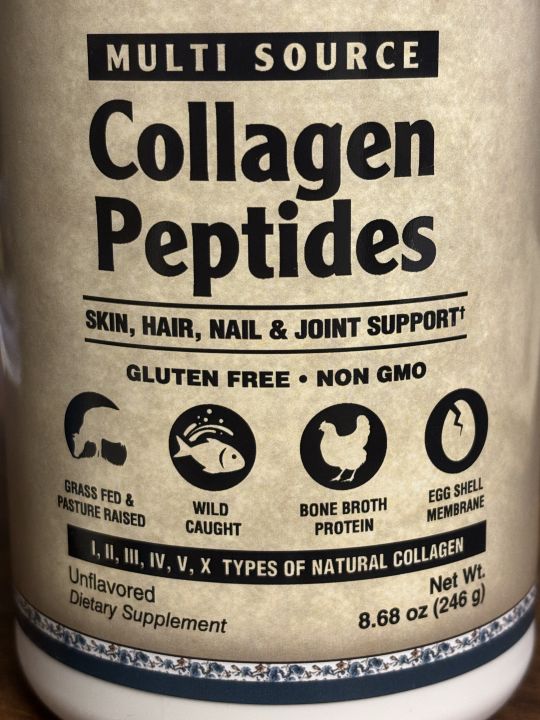 MULTI SOURCE
Collagen
Peptides
SKIN, HAIR, NAIL & JOINT SUPPORT†
GLUTEN FREE • NON GMO
GRASS FED &
PASTURE RAISED
WILD
CAUGHT
BONE BROTH
PROTEIN
EGG SHELL
MEMBRANE
I, II, III, IV, V, X TYPES OF NATURAL COLLAGEN
Unflavored
Dietary Supplement
Net Wt.
8.68 oz (246 g)